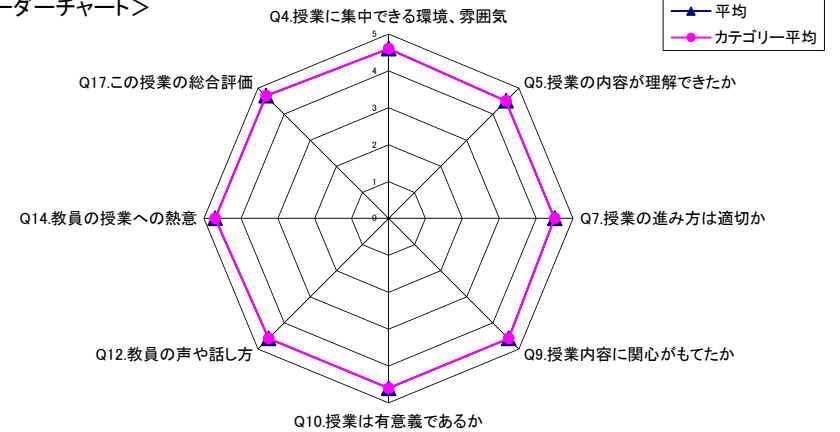 ーダーチャート＞
平均
カテゴリー平均
Q4.授業に集中できる環境、雰囲気
Q5.授業の内容が理解できたか
Q7.授業の進み方は適切か
Q9.授業内容に関心がもてたか
Q10.授業は有意義であるか
Q12.教員の声や話し方
Q14.教員の授業への熱意
Q17.この授業の総合評価
5
4
3
2
1
0